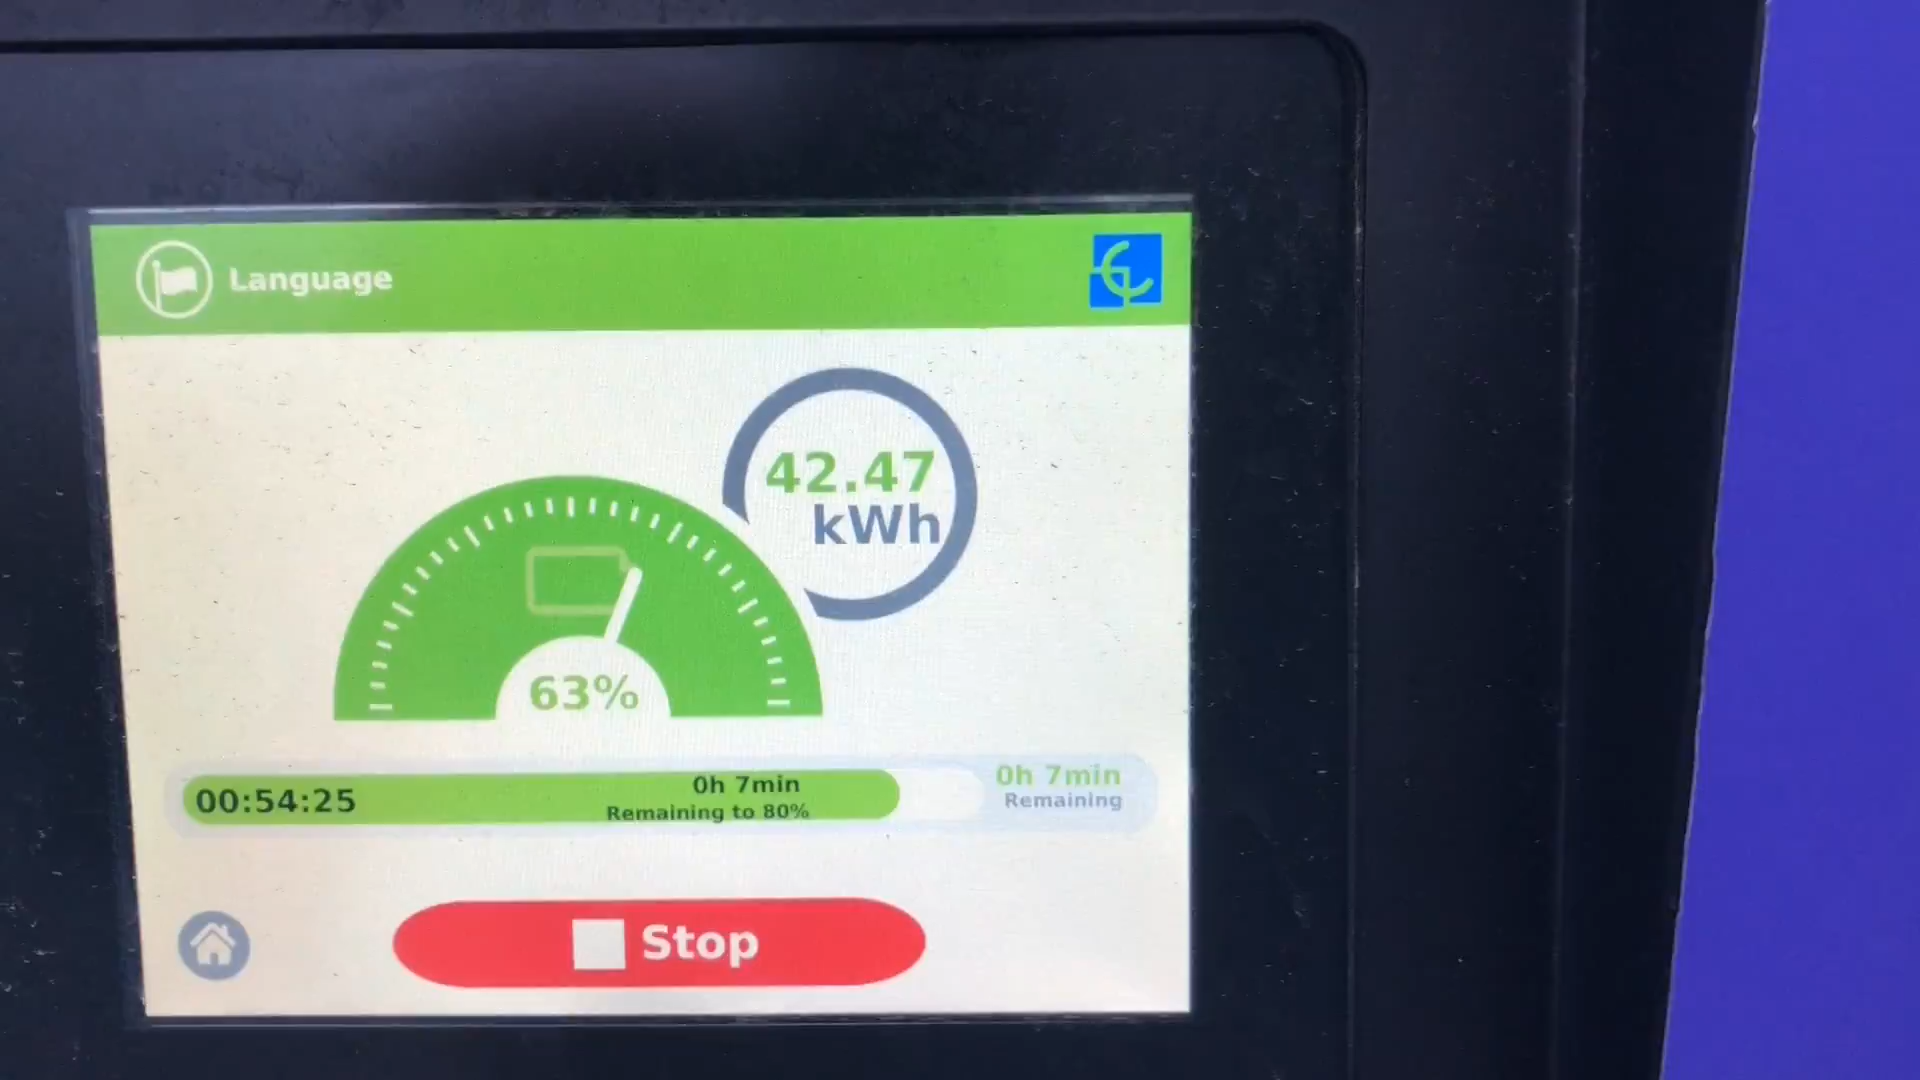 Language
42.47
kWh
63%
00:54:25
0h 7min
Remaining to 80%
0h 7min
Remaining
Stop